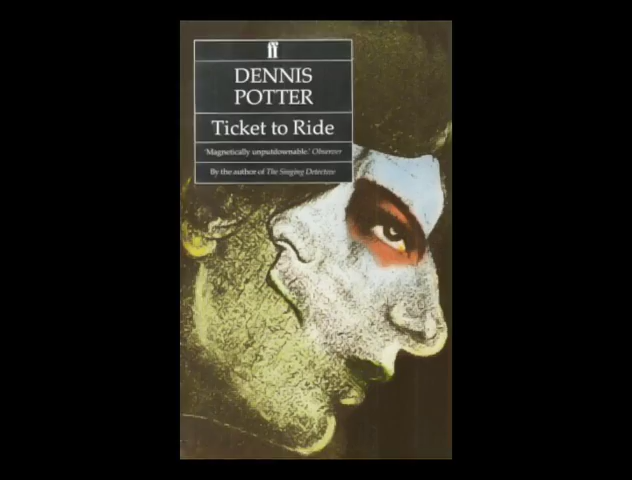 ff
DENNIS
POTTER
Ticket to Ride
'Magnetically unputdownable.' Observer
By the author of The Singing Detective